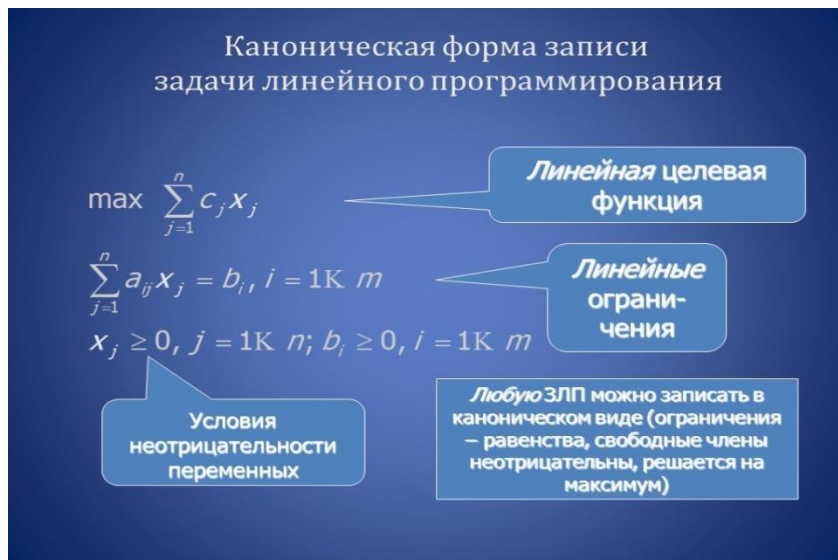 Каноническая форма записи
задачи линейного программирования
max ∑_{j=1}^{n} c_j x_j
Линейная целевая
функция
∑_{j=1}^{n} a_{ij} x_j = b_i, i = 1K m
Линейные
ограни-
чения
x_j ≥ 0, j = 1K n; b_i ≥ 0, i = 1K m
Условия
неотрицательности
переменных
Любую ЗЛП можно записать в
каноническом виде (ограничения
– равенства, свободные члены
неотрицательны, решается на
максимум)